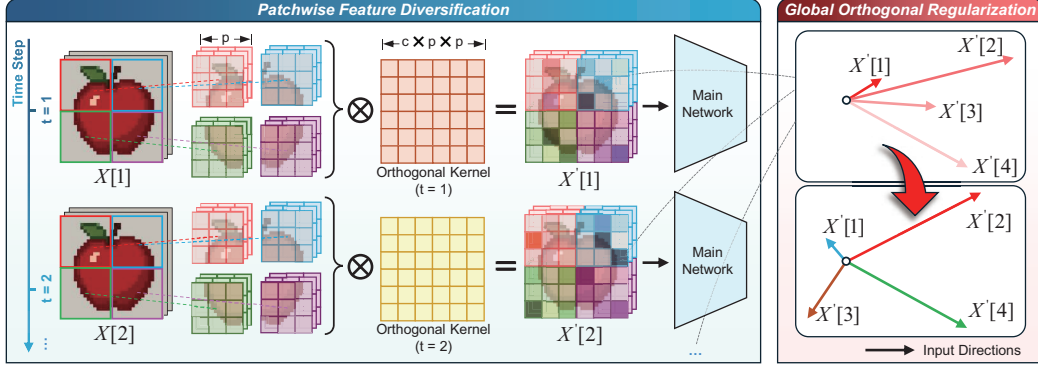 Patchwise Feature Diversification
Global Orthogonal Regularization
Time Step
t = 1
t = 2
...
X[1]
p
c × p × p
⊗
=
Orthogonal Kernel
(t = 1)
X'[1]
Main
Network
X[2]
⊗
=
Orthogonal Kernel
(t = 2)
X'[2]
Main
Network
...
X'[2]
X'[1]
X'[3]
X'[4]
X'[1]
X'[2]
X'[3]
X'[4]
Input Directions